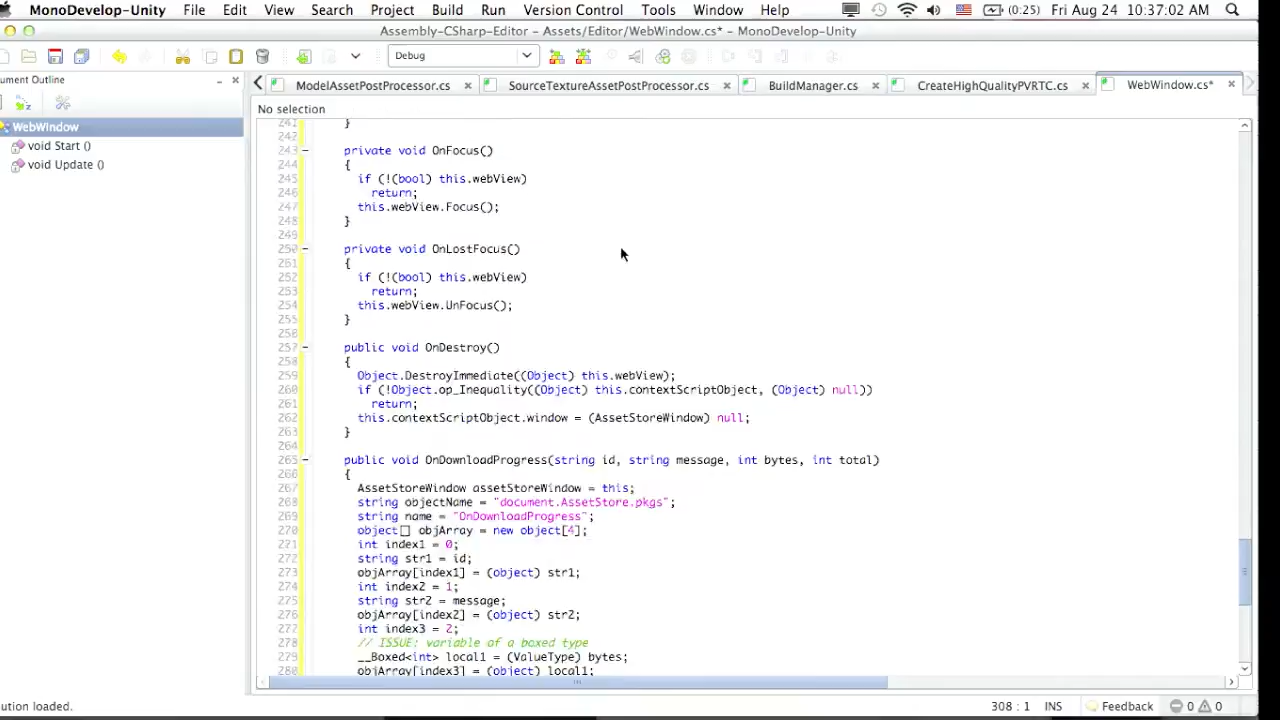 MonoDevelop-Unity File Edit View Search Project Build Run Version Control Tools Window Help (0:25) Fri Aug 24 10:37:02 AM
Assembly-CSharp-Editor - Assets/Editor/WebWindow.cs* - MonoDevelop-Unity
Debug
ument Outline
ModelAssetPostProcessor.cs SourceTextureAssetPostProcessor.cs BuildManager.cs CreateHighQualityPVRTC.cs WebWindow.cs*
No selection
WebWindow
void Start ()
void Update ()
241 }
242
243 private void OnFocus()
244 {
245 if (!(bool) this.webView)
246 return;
247 this.webView.Focus();
248 }
249
250 private void OnLostFocus()
251 {
252 if (!(bool) this.webView)
253 return;
254 this.webView.UnFocus();
255 }
256
257 public void OnDestroy()
258 {
259 Object.DestroyImmediate((Object) this.webView);
260 if (!Object.op_Inequality((Object) this.contextScriptObject, (Object) null))
261 return;
262 this.contextScriptObject.window = (AssetStoreWindow) null;
263 }
264
265 public void OnDownloadProgress(string id, string message, int bytes, int total)
266 {
267 AssetStoreWindow assetStoreWindow = this;
268 string objectName = "document.AssetStore.pkgs";
269 string name = "OnDownloadProgress";
270 object[] objArray = new object[4];
271 int index1 = 0;
272 string str1 = id;
273 objArray[index1] = (object) str1;
274 int index2 = 1;
275 string str2 = message;
276 objArray[index2] = (object) str2;
277 int index3 = 2;
278 // ISSUE: variable of a boxed type
279 __Boxed<int> local1 = (ValueType) bytes;
280 objArray[index3] = (object) local1;
ution loaded.
308 : 1 INS Feedback 0 0